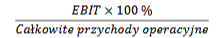 EBIT × 100 %
Całkowite przychody operacyjne